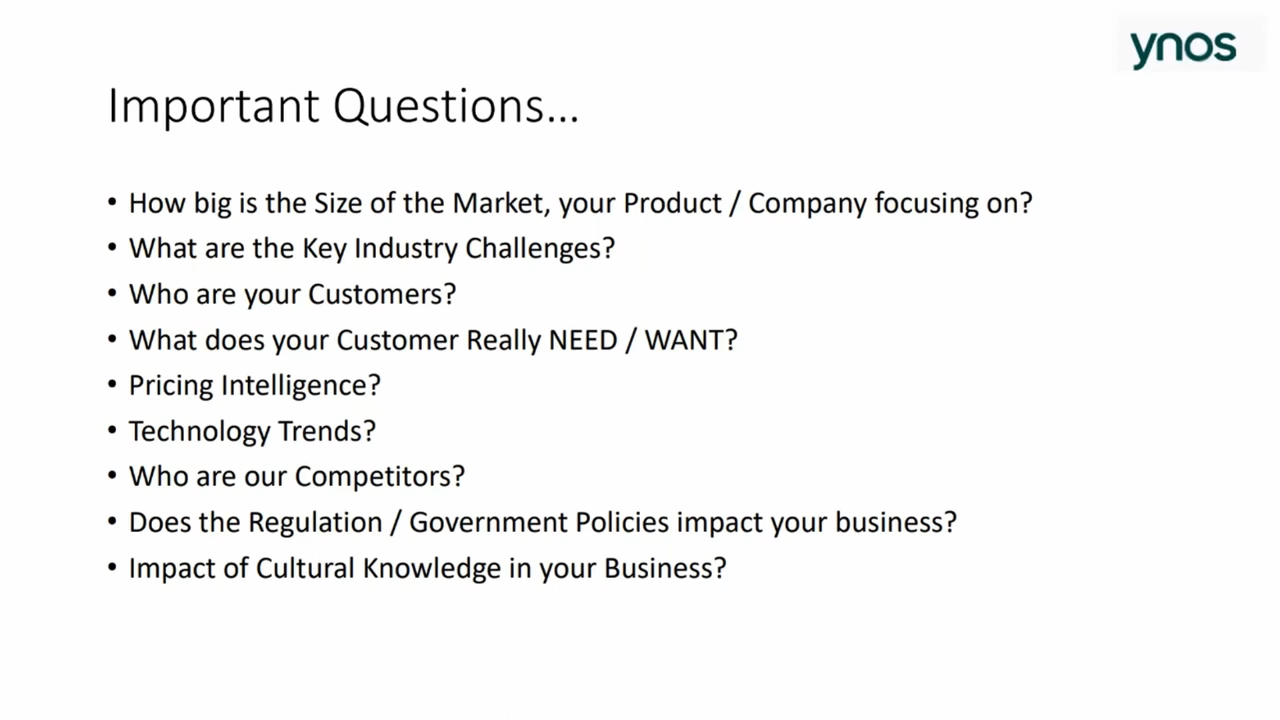 ynos
Important Questions...
• How big is the Size of the Market, your Product / Company focusing on?
• What are the Key Industry Challenges?
• Who are your Customers?
• What does your Customer Really NEED / WANT?
• Pricing Intelligence?
• Technology Trends?
• Who are our Competitors?
• Does the Regulation / Government Policies impact your business?
• Impact of Cultural Knowledge in your Business?